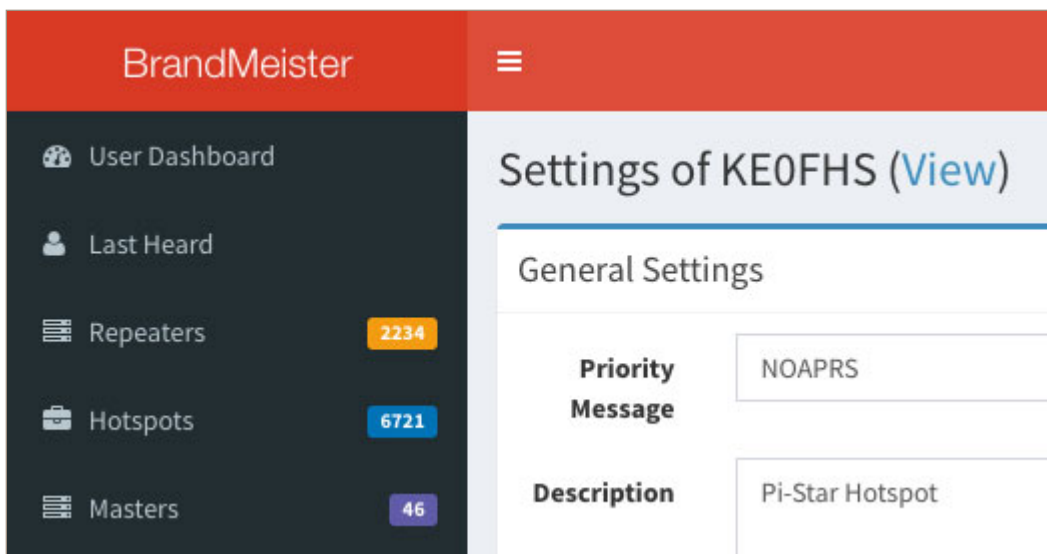 BrandMeister
User Dashboard
Last Heard
Repeaters 2234
Hotspots 6721
Masters 46
Settings of KE0FHS (View)
General Settings
Priority
Message
NOAPRS
Description
Pi-Star Hotspot